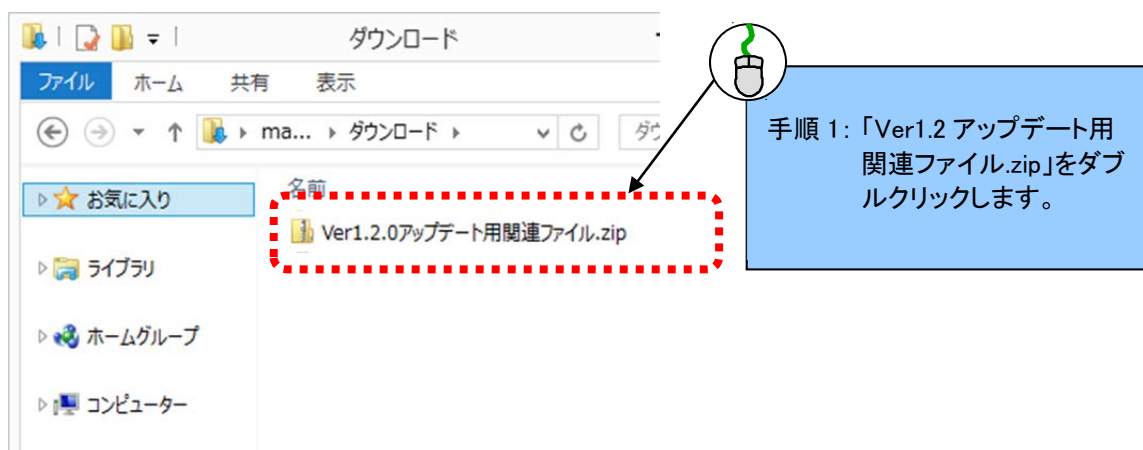 ダウンロード
ファイル ホーム 共有 表示
ma... ダウンロード
お気に入り
名前
Ver1.2.0アップデート用関連ファイル.zip
ライブラリ
ホームグループ
コンピューター
手順 1: 「Ver1.2 アップデート用
関連ファイル.zip」をダブ
ルクリックします。